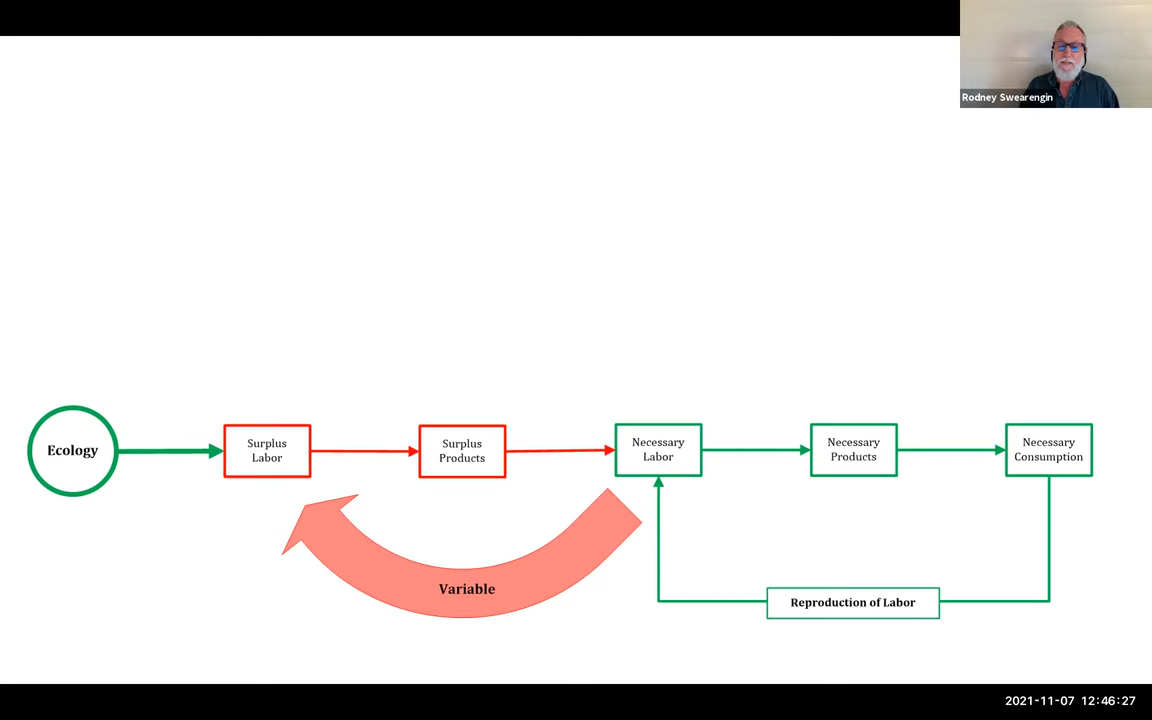 Rodney Swearengin
Ecology
Surplus
Labor
Surplus
Products
Necessary
Labor
Necessary
Products
Necessary
Consumption
Variable
Reproduction of Labor
2021-11-07 12:46:27